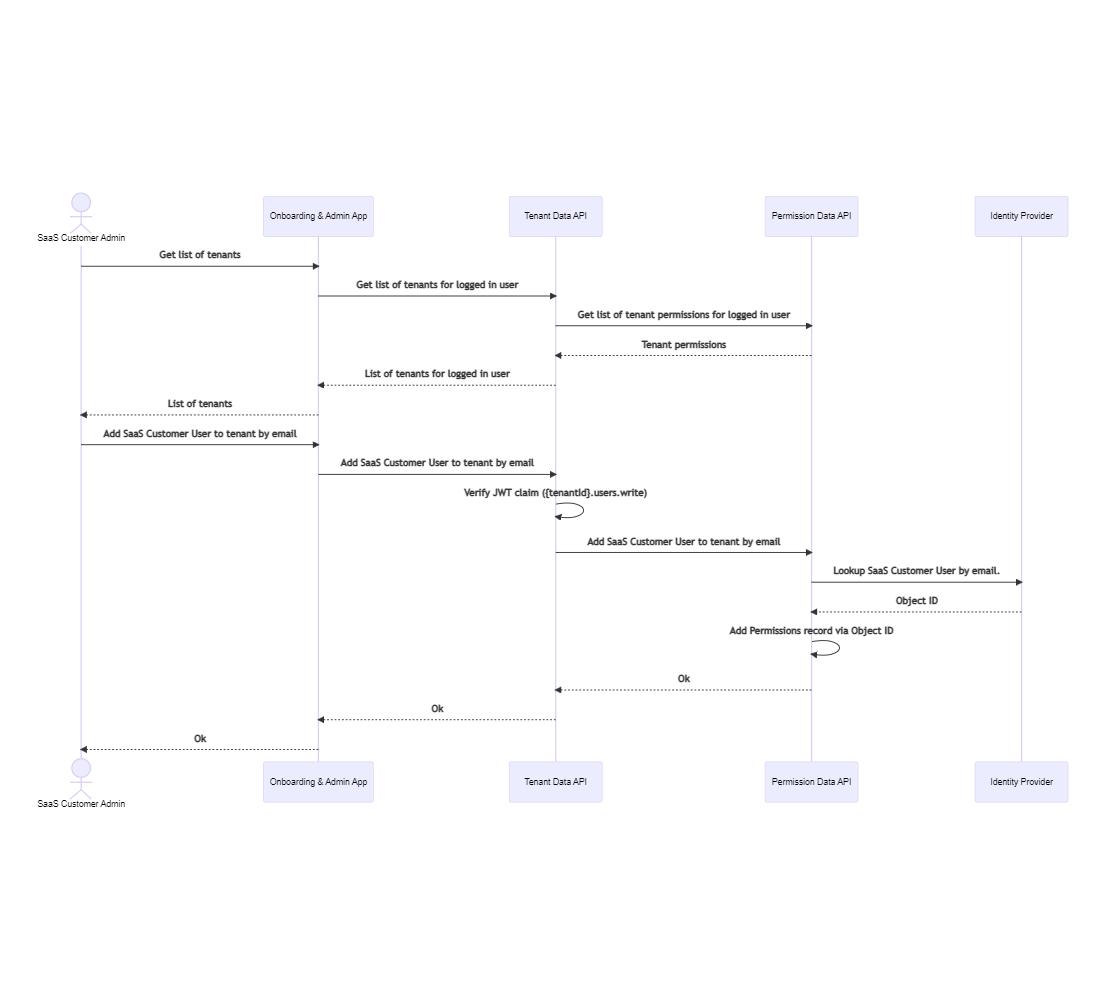 SaaS Customer Admin
Onboarding & Admin App
Tenant Data API
Permission Data API
Identity Provider
Get list of tenants
Get list of tenants for logged in user
Get list of tenant permissions for logged in user
Tenant permissions
List of tenants for logged in user
List of tenants
Add SaaS Customer User to tenant by email
Add SaaS Customer User to tenant by email
Verify JWT claim ({tenantId}.users.write)
Add SaaS Customer User to tenant by email
Lookup SaaS Customer User by email.
Object ID
Add Permissions record via Object ID
Ok
Ok
Ok
SaaS Customer Admin
Onboarding & Admin App
Tenant Data API
Permission Data API
Identity Provider